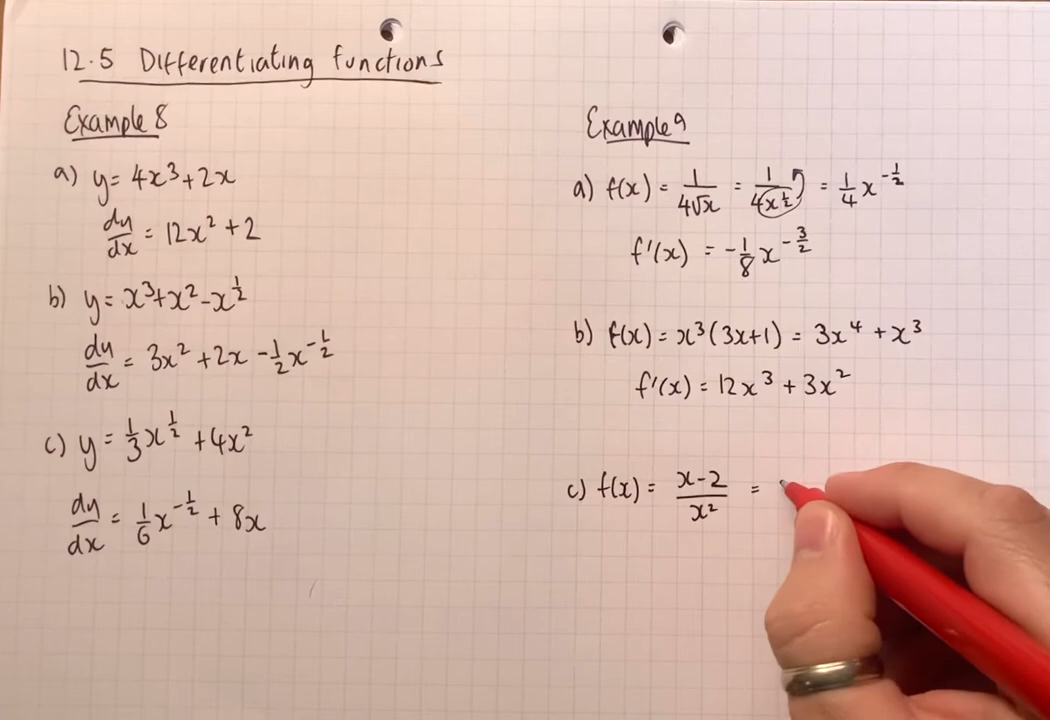 12.5 Differentiating functions
Example 8
a) y = 4x³+2x
dy/dx = 12x² + 2
b) y = x³+x²-x^½
dy/dx = 3x² + 2x - ½x^-½
c) y = ⅓x^½ + 4x²
dy/dx = ⅙x^-½ + 8x
Example 9
a) f(x) = 1/4√x = 1/4x^½ = ¼x^-½
f'(x) = -⅛x^-3/2
b) f(x) = x³(3x+1) = 3x⁴ + x³
f'(x) = 12x³ + 3x²
c) f(x) = x-2/x² =